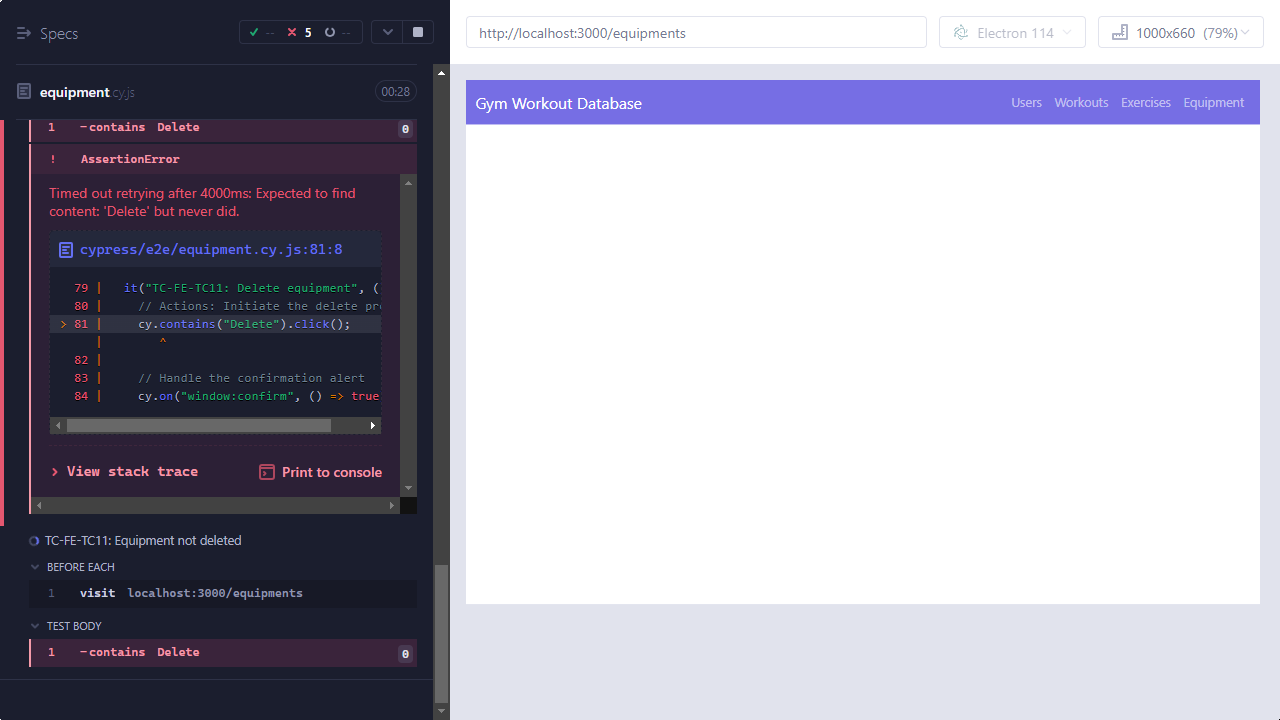 Specs
-- 5 --
equipment.cy.js 00:28
1 -contains Delete 0
! AssertionError
Timed out retrying after 4000ms: Expected to find
content: 'Delete' but never did.
cypress/e2e/equipment.cy.js:81:8
79 | it("TC-FE-TC11: Delete equipment", (
80 | // Actions: Initiate the delete pr
> 81 | cy.contains("Delete").click();
| ^
82 |
83 | // Handle the confirmation alert
84 | cy.on("window:confirm", () => true
> View stack trace Print to console
TC-FE-TC11: Equipment not deleted
BEFORE EACH
1 visit localhost:3000/equipments
TEST BODY
1 -contains Delete 0
http://localhost:3000/equipments
Electron 114
1000x660 (79%)
Gym Workout Database
Users Workouts Exercises Equipment